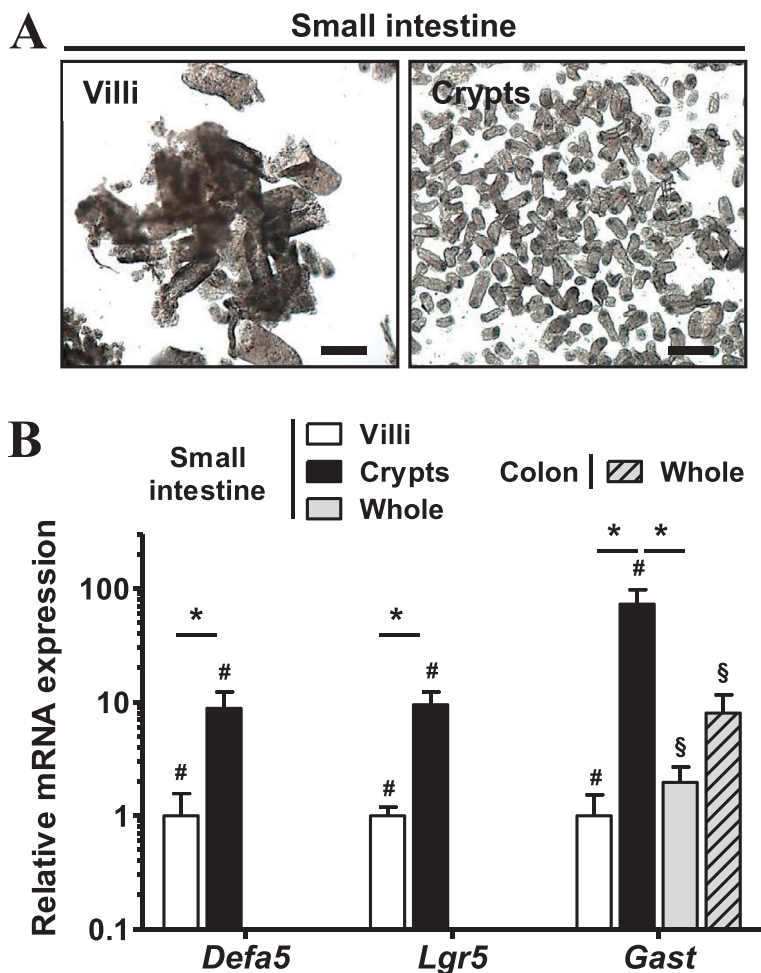 A
Small intestine
Villi
Crypts
B
Small
intestine
Villi
Crypts
Whole
Colon
Whole
Relative mRNA expression
100
10
1
0.1
*
#
#
*
#
#
* *
#
#
§
§
Defa5
Lgr5
Gast